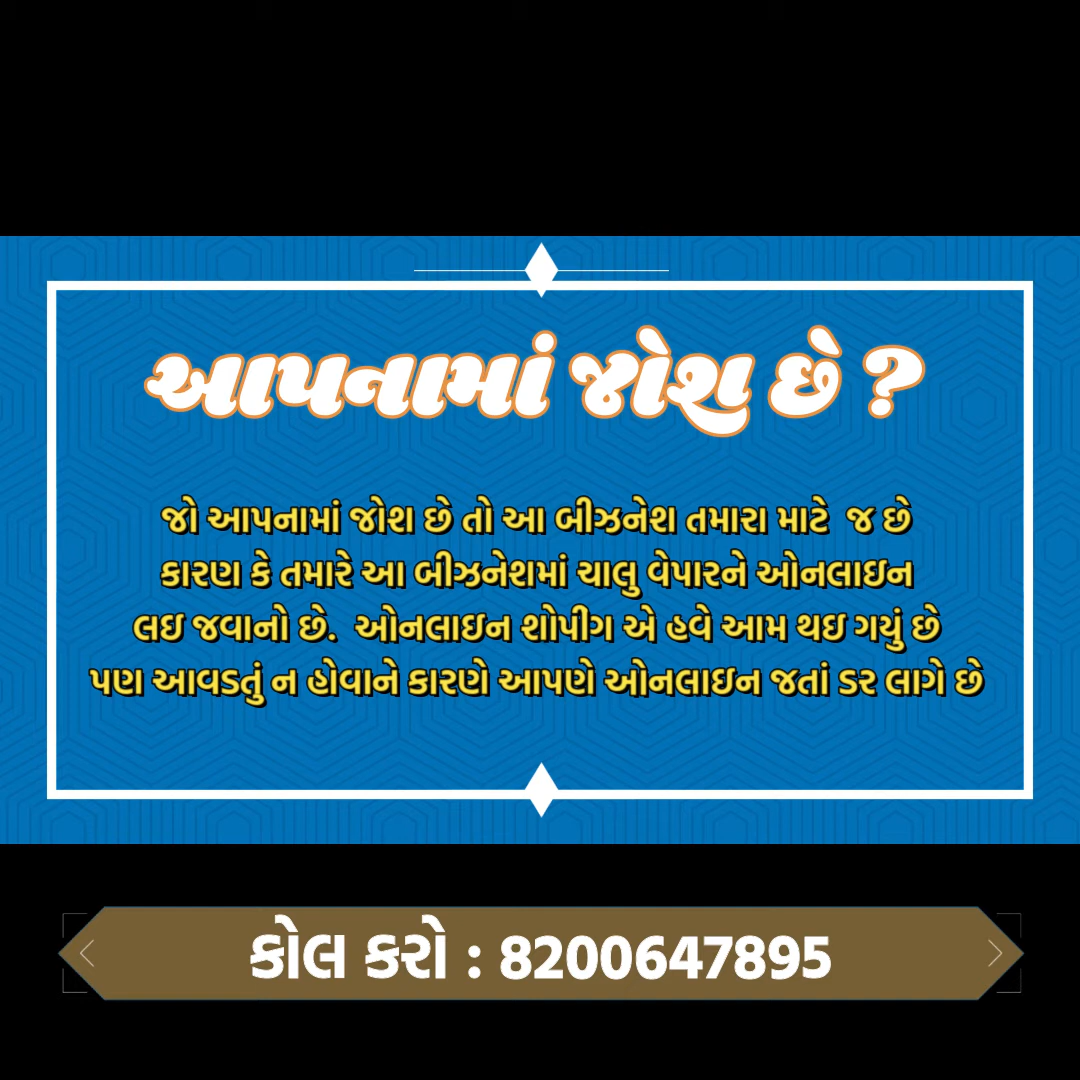 આપનામાં જોશ છે ?
જો આપનામાં જોશ છે તો આ બીઝનેશ તમારા માટે જ છે
કારણ કે તમારે આ બીઝનેશમાં ચાલુ વેપારને ઓનલાઇન
લઇ જવાનો છે. ઓનલાઇન શોપીગ એ હવે આમ થઇ ગયું છે
પણ આવડતું ન હોવાને કારણે આપણે ઓનલાઇન જતાં ડર લાગે છે
કોલ કરો : 8200647895